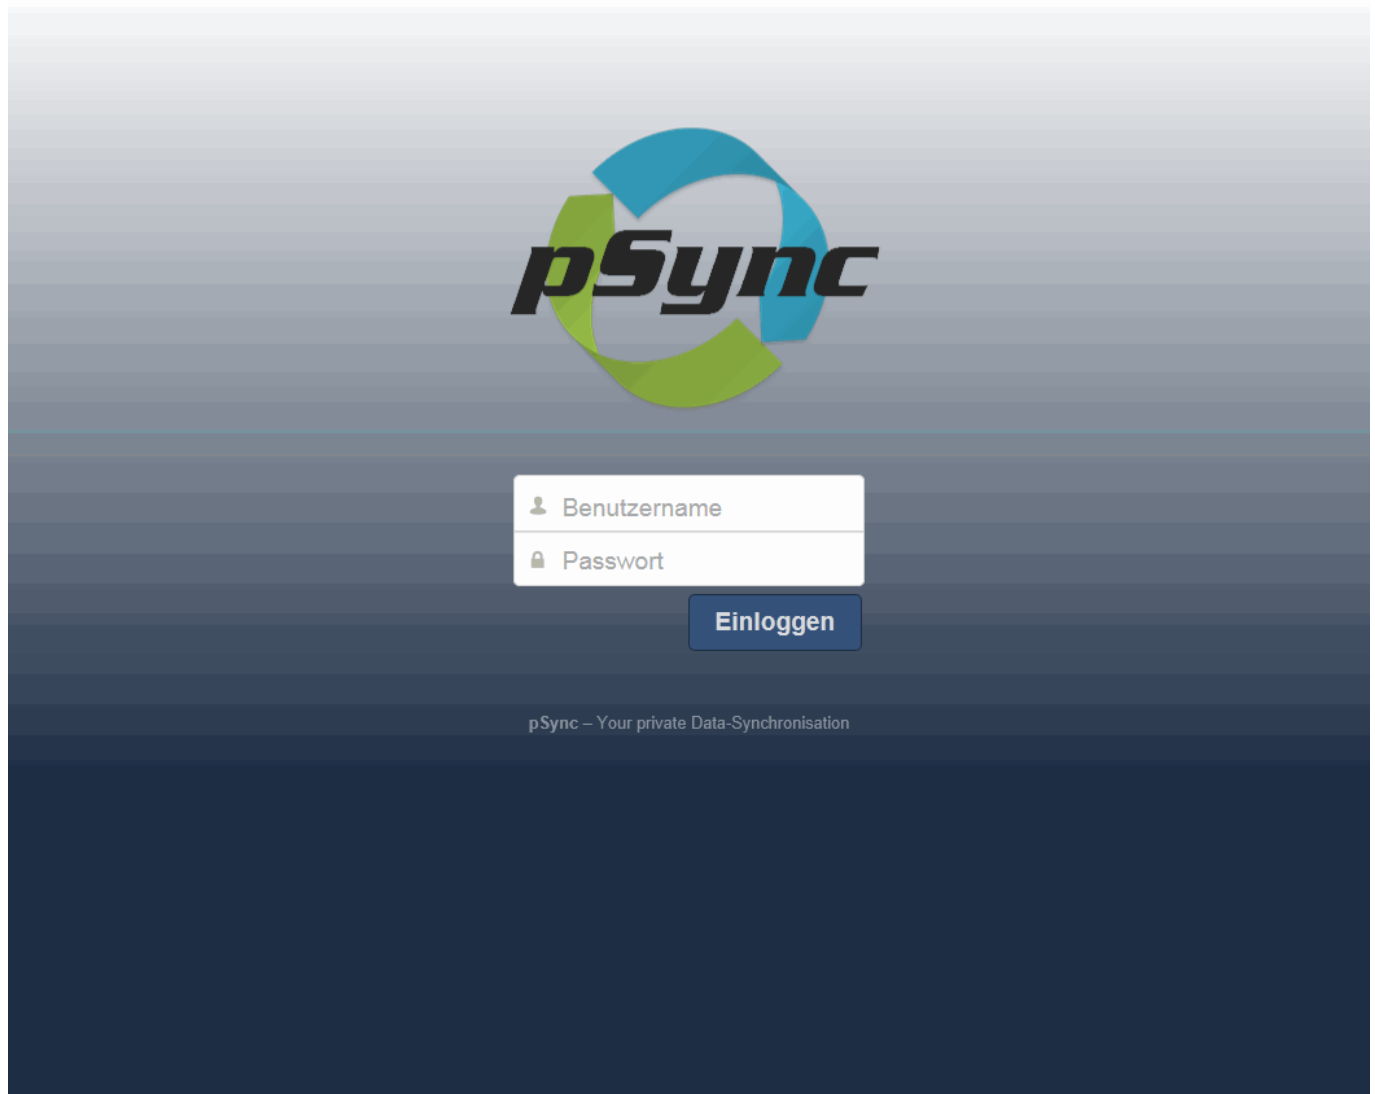 pSync
Benutzername
Passwort
Einloggen
pSync – Your private Data-Synchronisation